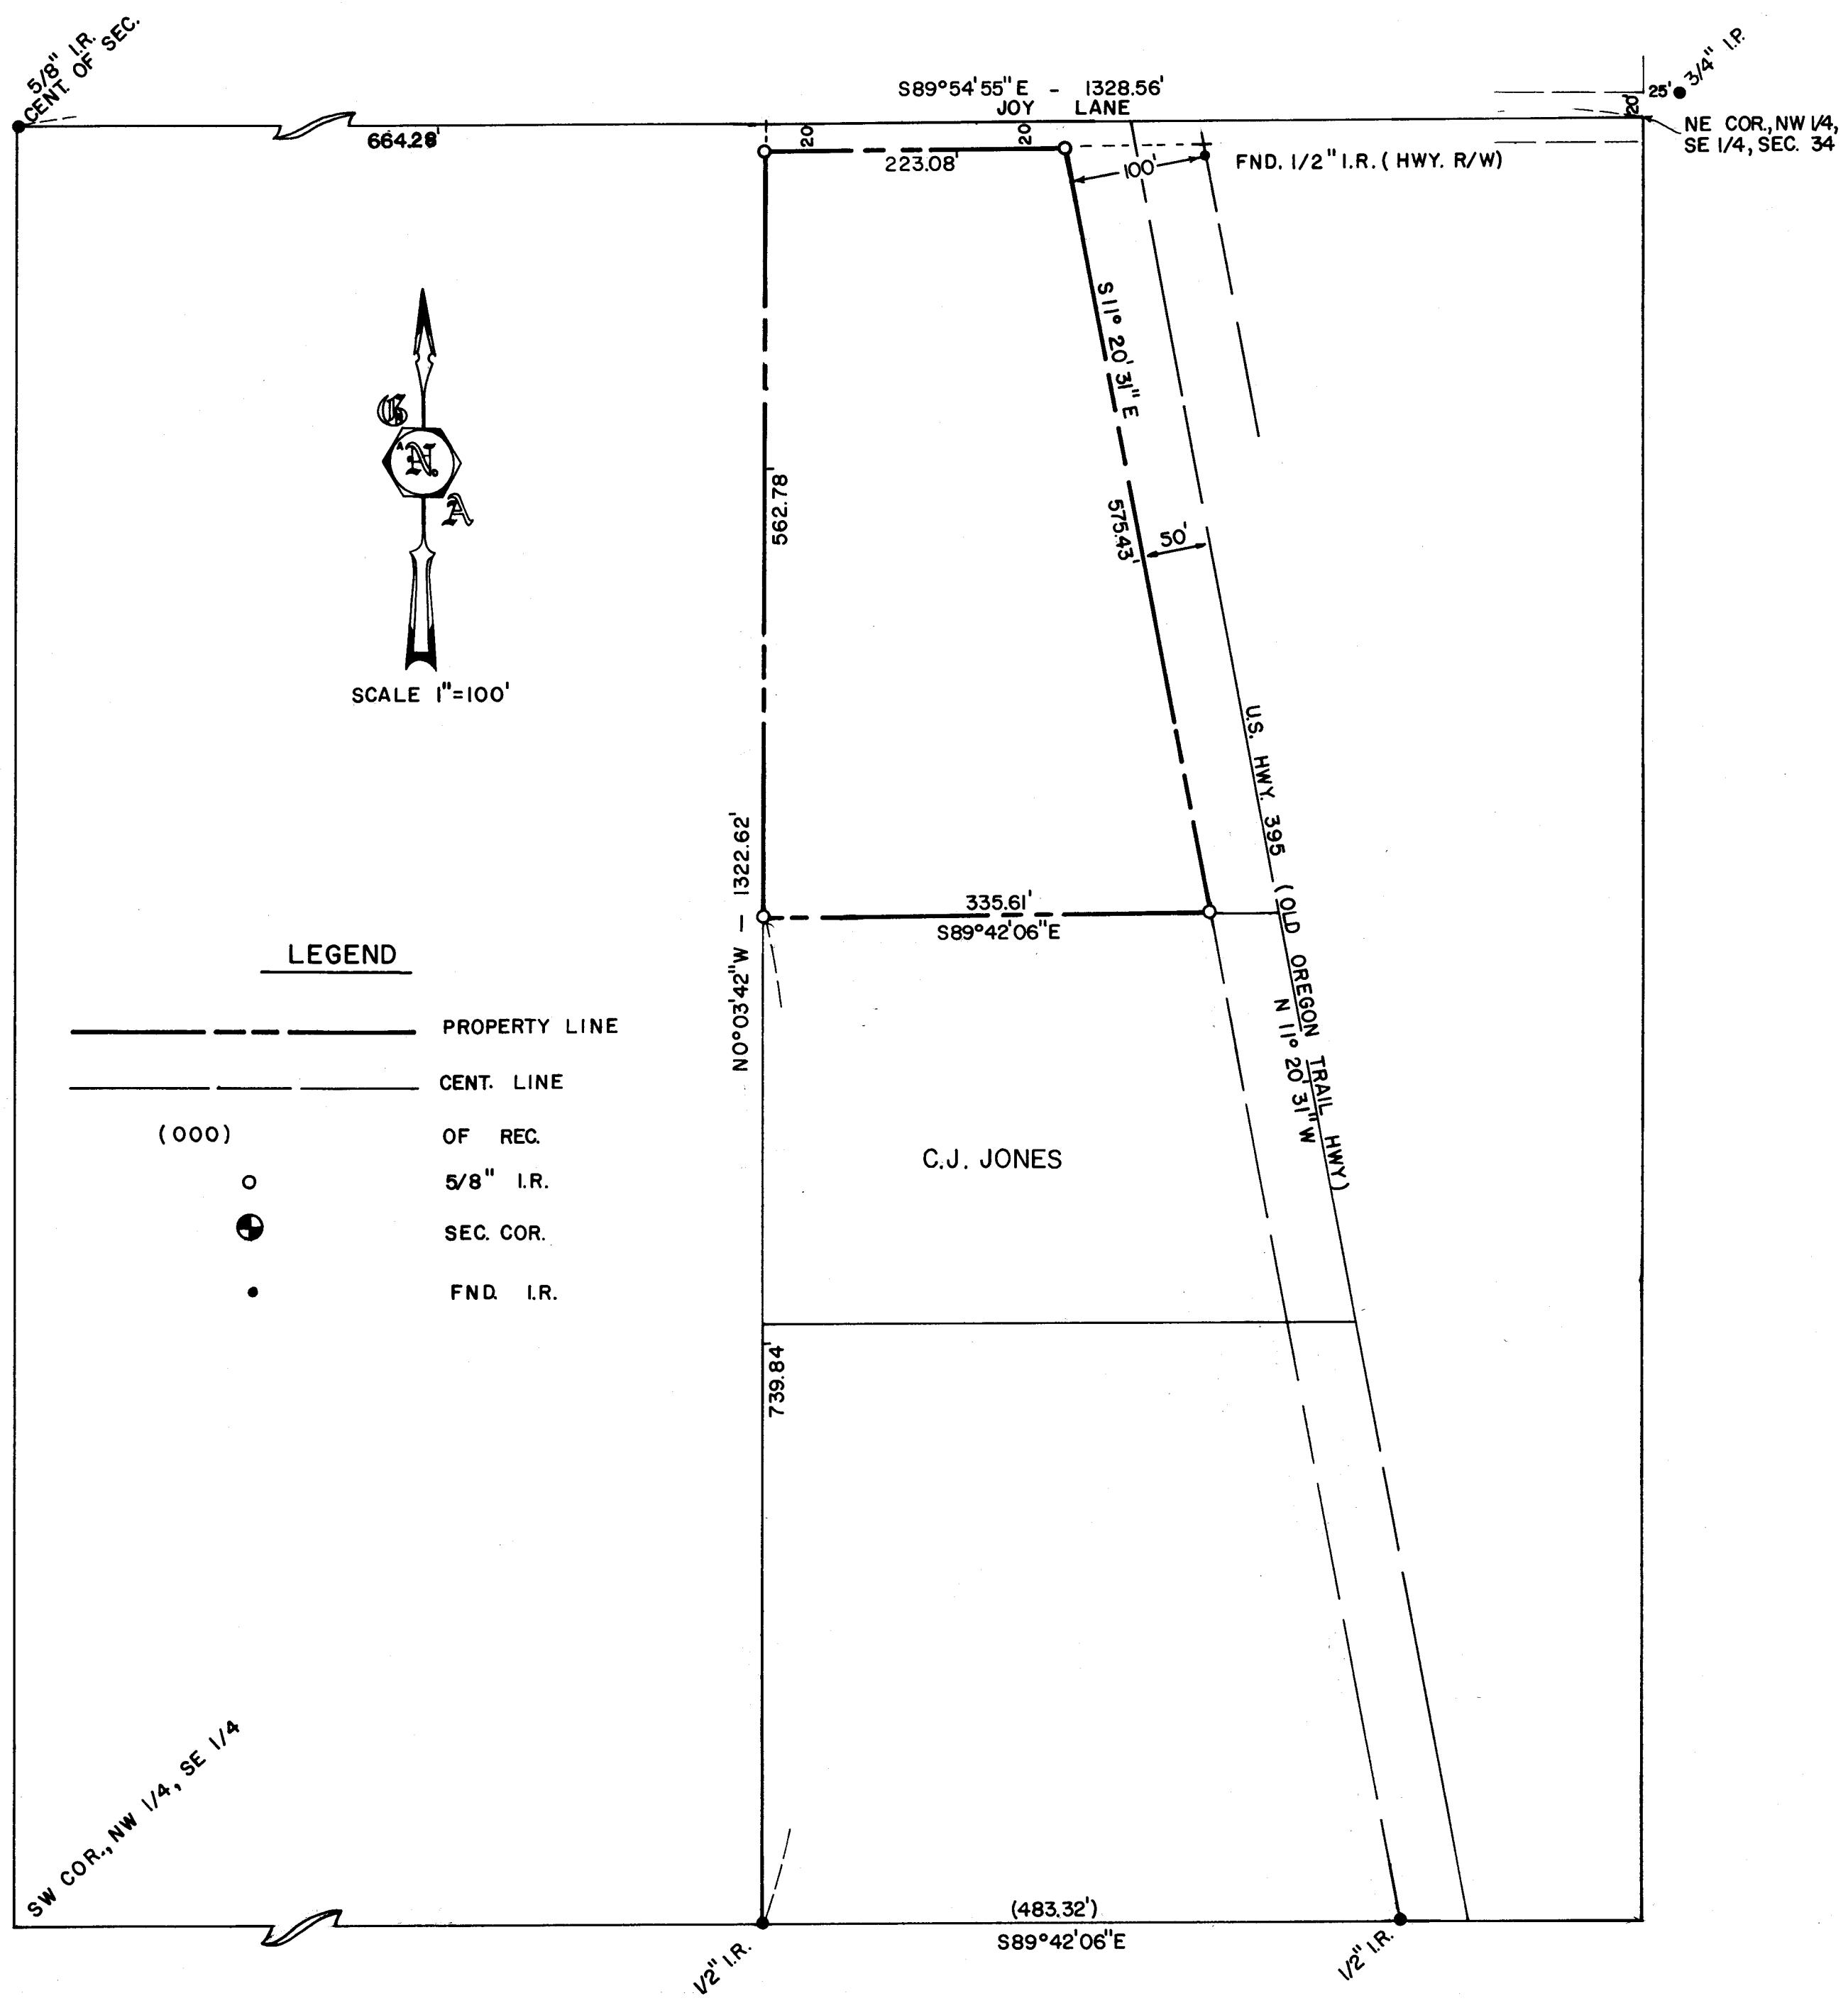 5/8" I.R.
CENT. OF SEC.
S89°54'55"E - 1328.56'
JOY LANE
664.28'
20'
20'
223.08'
100'
FND. 1/2" I.R. (HWY. R/W)
25'
3/4" I.P.
20'
NE COR., NW 1/4,
SE 1/4, SEC. 34
S 11° 20' 31" E
575.43'
50'
562.78'
G
A N.
A
SCALE 1"=100'
U.S. HWY. 395 (OLD OREGON TRAIL HWY)
N 11° 20' 31" W
N0°03'42"W - 1322.62'
335.61'
S89°42'06"E
LEGEND
PROPERTY LINE
CENT. LINE
(000) OF REC.
5/8" I.R.
SEC. COR.
FND. I.R.
C.J. JONES
739.84'
SW COR., NW 1/4, SE 1/4
(483.32')
S89°42'06"E
1/2" I.R.
1/2" I.R.